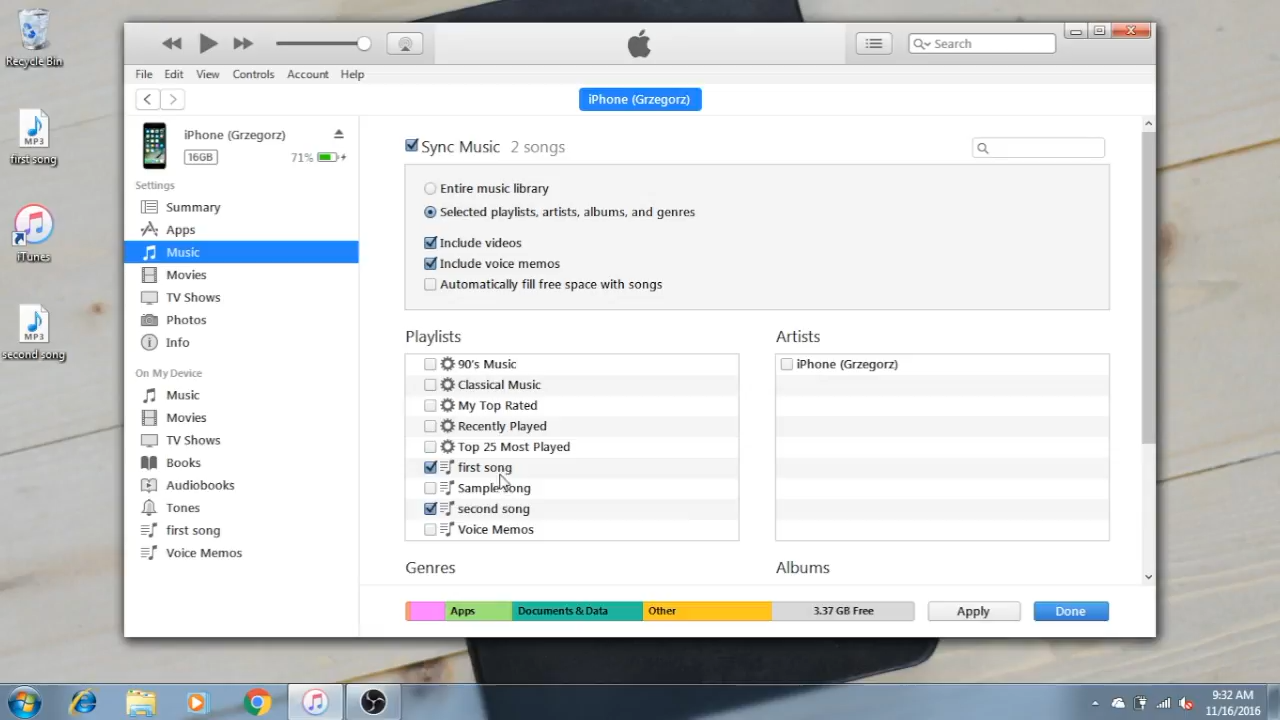 Recycle Bin
MP3
first song
iTunes
MP3
second song
Search
File Edit View Controls Account Help
iPhone (Grzegorz)
iPhone (Grzegorz)
16GB 71%
Settings
Summary
Apps
Music
Movies
TV Shows
Photos
Info
On My Device
Music
Movies
TV Shows
Books
Audiobooks
Tones
first song
Voice Memos
Sync Music 2 songs
Entire music library
Selected playlists, artists, albums, and genres
Include videos
Include voice memos
Automatically fill free space with songs
Playlists
90's Music
Classical Music
My Top Rated
Recently Played
Top 25 Most Played
first song
Sample song
second song
Voice Memos
Artists
iPhone (Grzegorz)
Genres
Albums
Apps Documents & Data Other 3.37 GB Free Apply Done
9:32 AM
11/16/2016